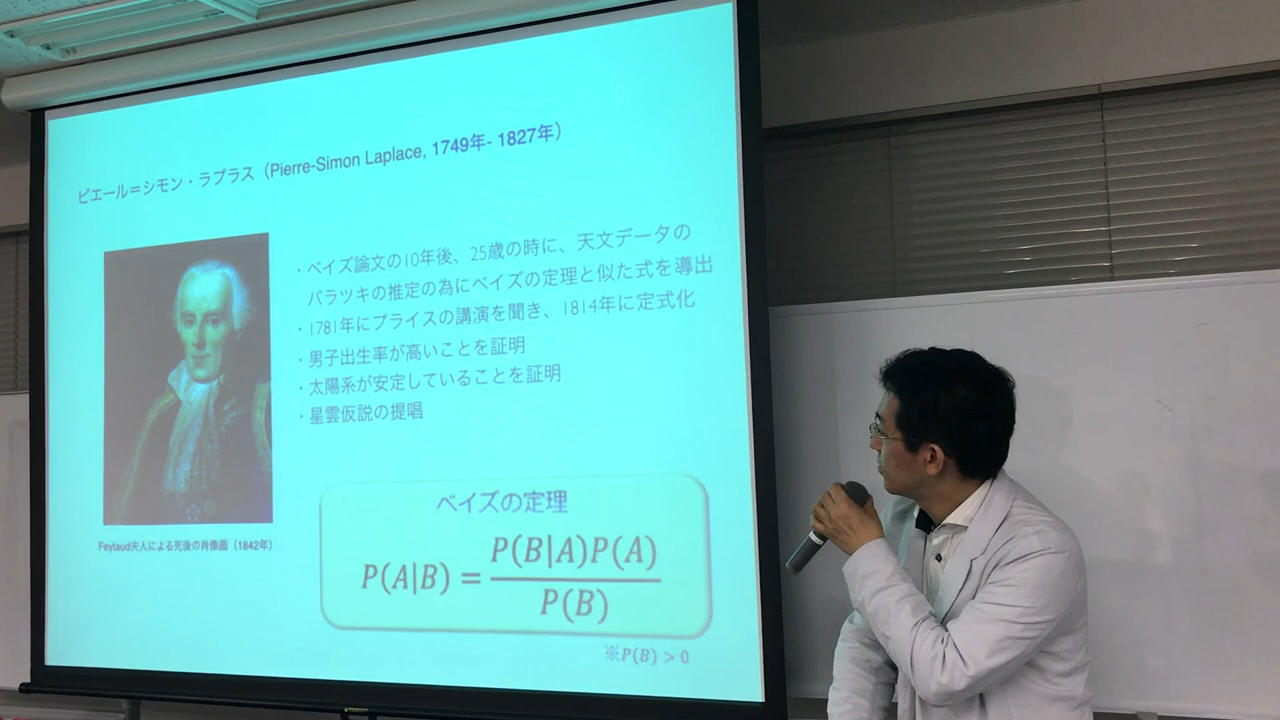 ピエール＝シモン・ラプラス（Pierre-Simon Laplace, 1749年- 1827年）
・ベイズ論文の10年後、25歳の時に、天文データの
バラツキの推定の為にベイズの定理と似た式を導出
・1781年にプライスの講演を聞き、1814年に定式化
・男子出生率が高いことを証明
・太陽系が安定していることを証明
・星雲仮説の提唱
Feytaud夫人による死後の肖像画（1842年）
ベイズの定理
P(A|B) = P(B|A)P(A) / P(B)
※P(B) > 0